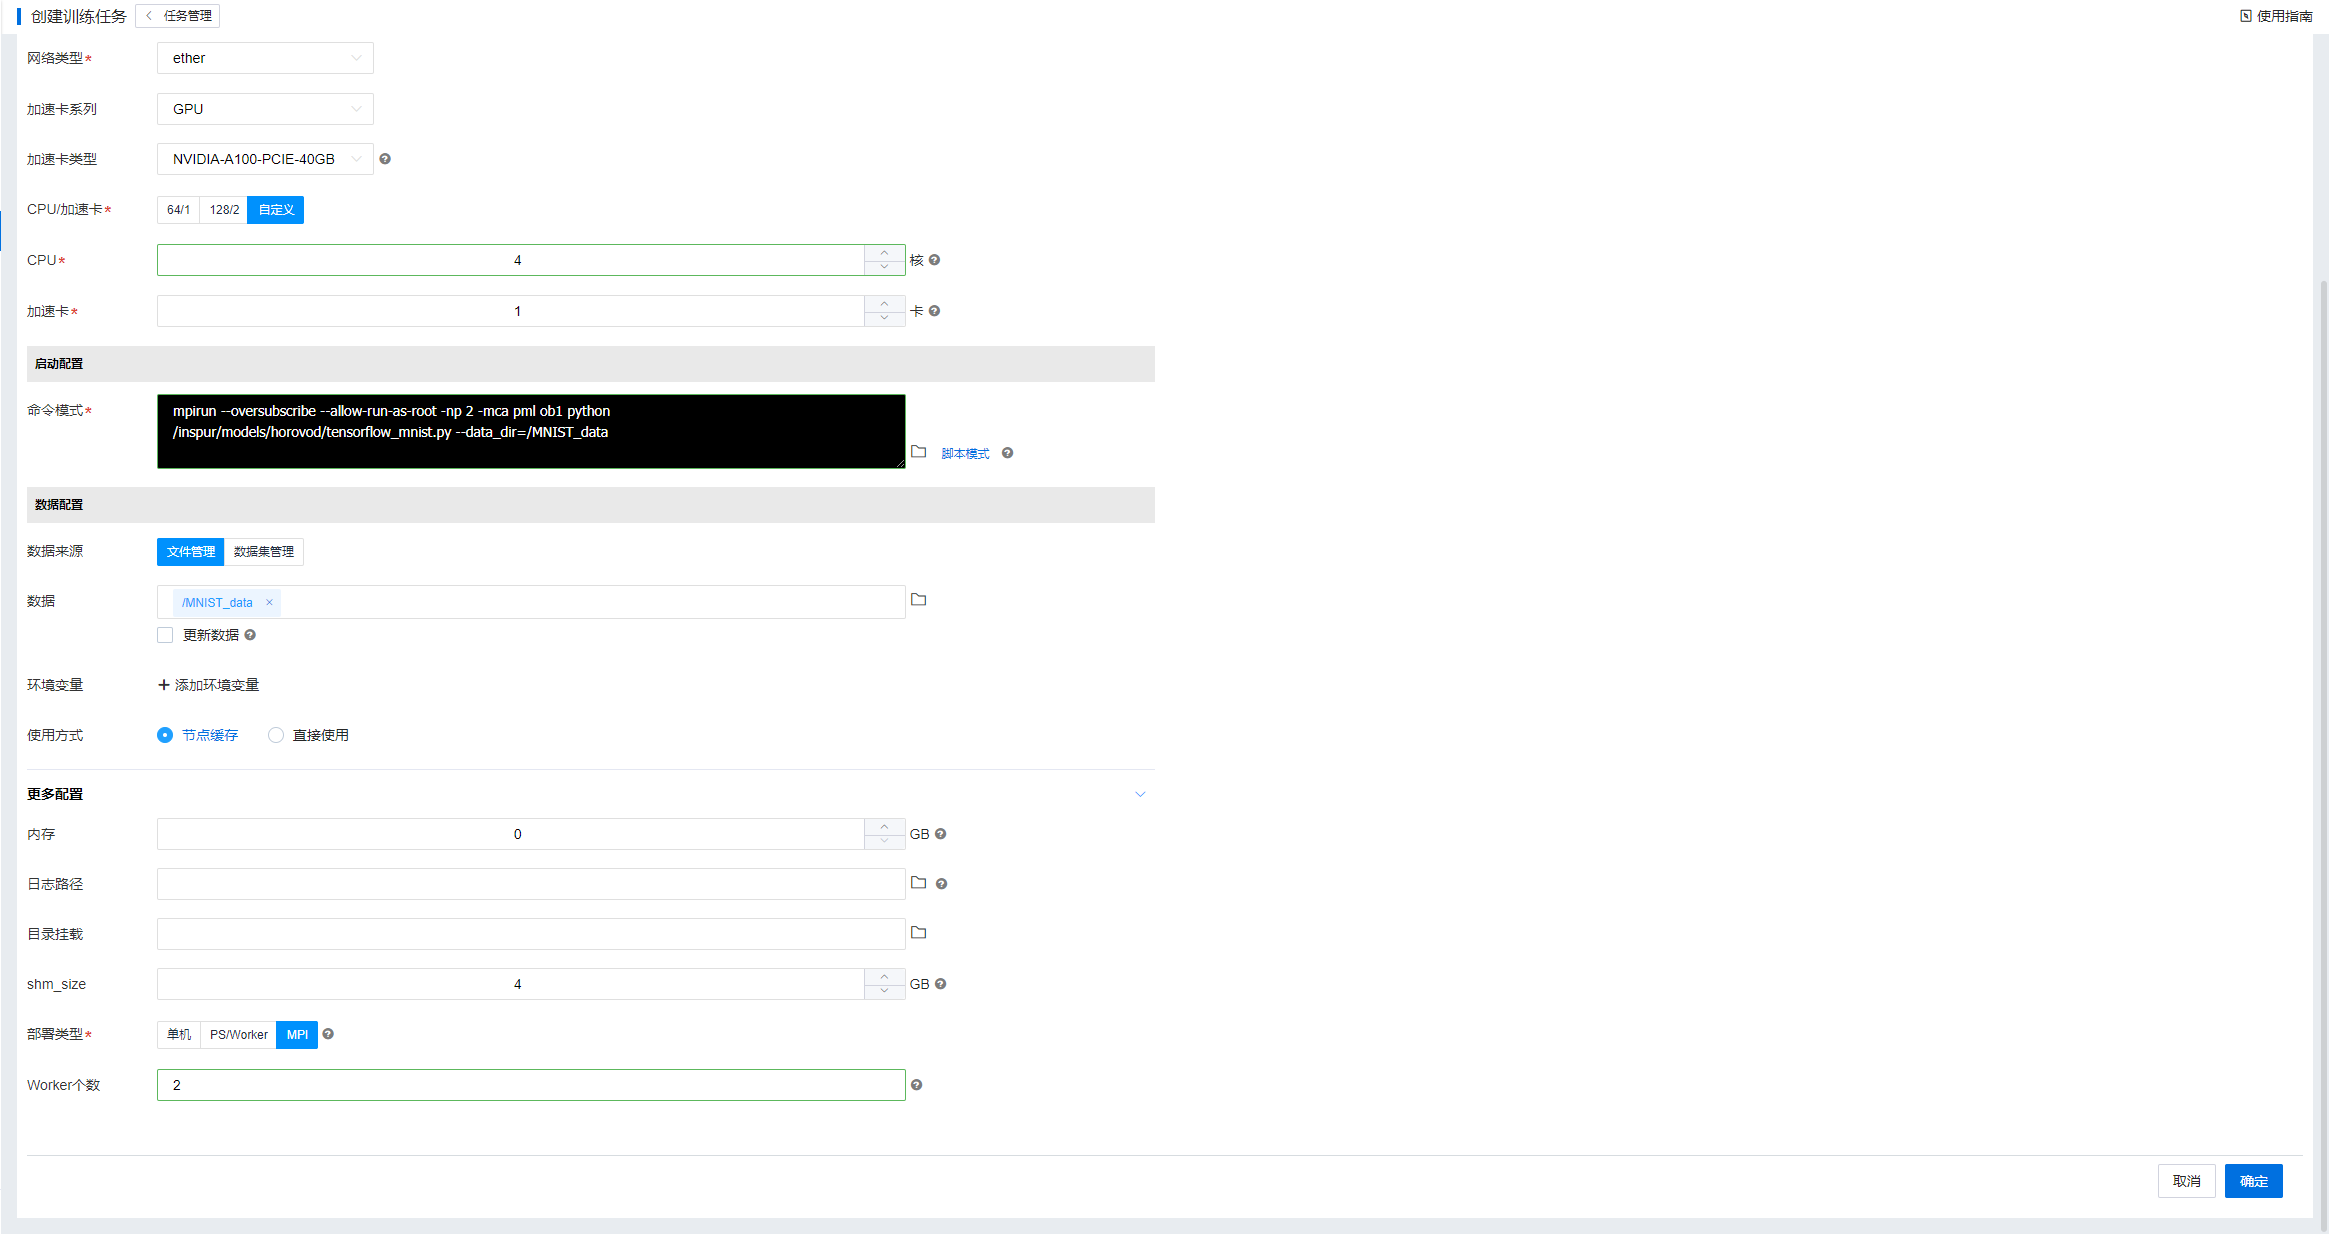 创建训练任务 任务管理 使用指南
网络类型* ether
加速卡系列 GPU
加速卡类型 NVIDIA-A100-PCIE-40GB
CPU/加速卡* 64/1 128/2 自定义
CPU* 4 核
加速卡* 1 卡
启动配置
命令模式* mpirun --oversubscribe --allow-run-as-root -np 2 -mca pml ob1 python
/inspur/models/horovod/tensorflow_mnist.py --data_dir=/MNIST_data
脚本模式
数据配置
数据来源 文件管理 数据集管理
数据 /MNIST_data ×
更新数据
环境变量 + 添加环境变量
使用方式 节点缓存 直接使用
更多配置
内存 0 GB
日志路径
目录挂载
shm_size 4 GB
部署类型* 单机 PS/Worker MPI
Worker个数 2
取消 确定